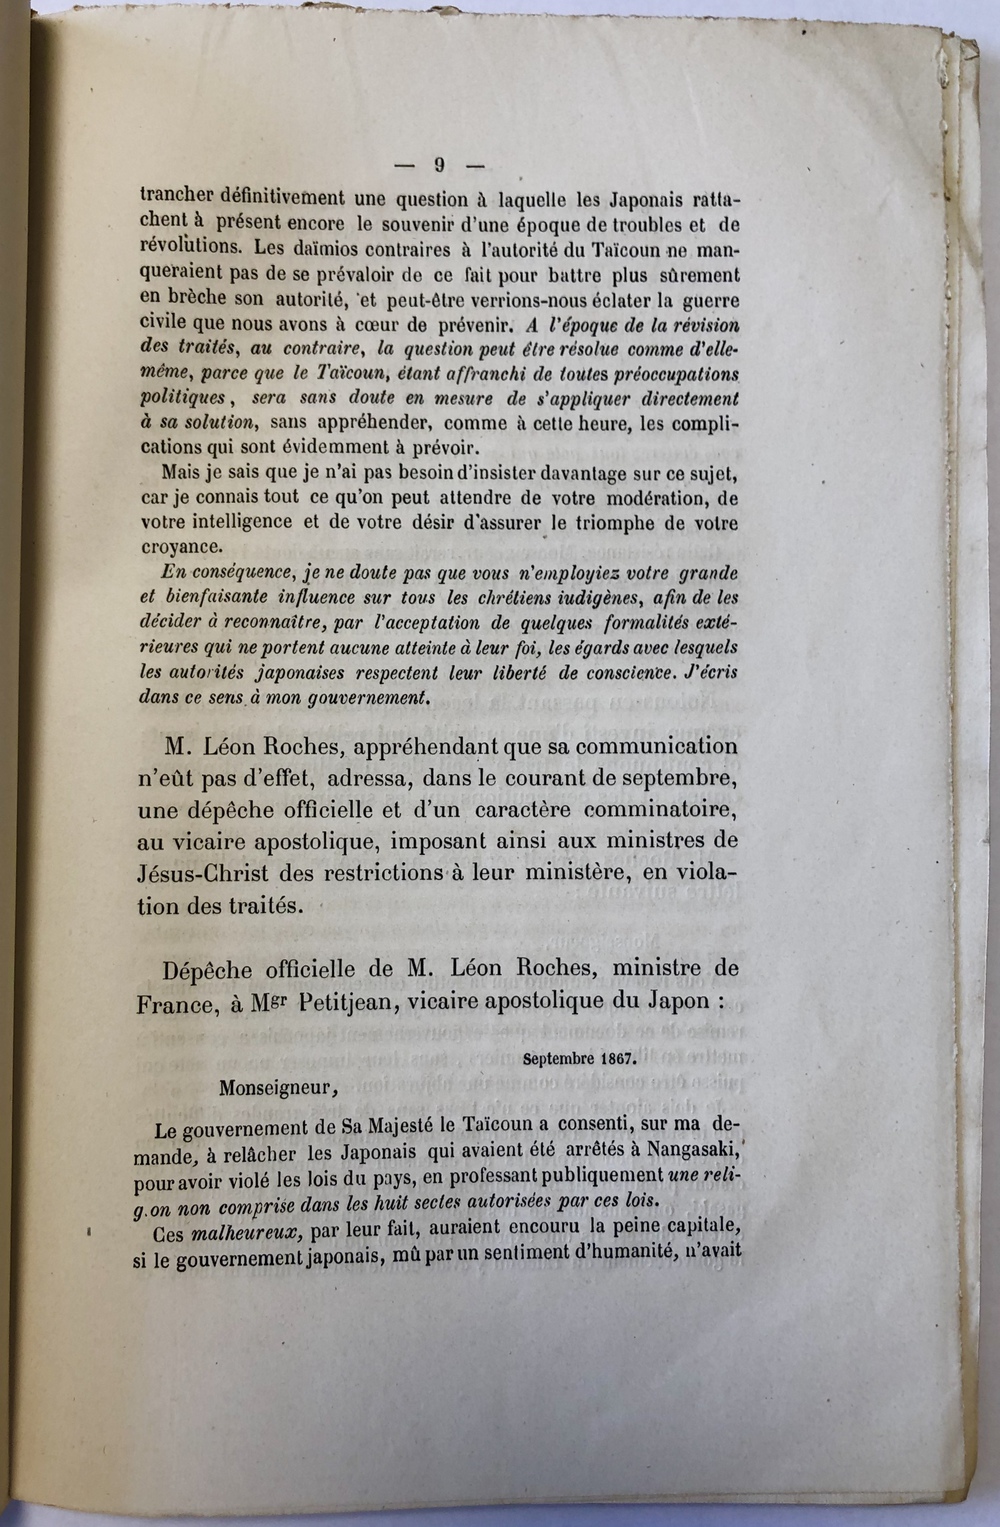 — 9 —
trancher définitivement une question à laquelle les Japonais ratta-
chent à présent encore le souvenir d'une époque de troubles et de
révolutions. Les daïmios contraires à l'autorité du Taïcoun ne man-
queraient pas de se prévaloir de ce fait pour battre plus sûrement
en brèche son autorité, et peut-être verrions-nous éclater la guerre
civile que nous avons à cœur de prévenir. A l'époque de la révision
des traités, au contraire, la question peut être résolue comme d'elle-
même, parce que le Taïcoun, étant affranchi de toutes préoccupations
politiques, sera sans doute en mesure de s'appliquer directement
à sa solution, sans appréhender, comme à cette heure, les compli-
cations qui sont évidemment à prévoir.
Mais je sais que je n'ai pas besoin d'insister davantage sur ce sujet,
car je connais tout ce qu'on peut attendre de votre modération, de
votre intelligence et de votre désir d'assurer le triomphe de votre
croyance.
En conséquence, je ne doute pas que vous n'employiez votre grande
et bienfaisante influence sur tous les chrétiens iudigènes, afin de les
décider à reconnaître, par l'acceptation de quelques formalités exté-
rieures qui ne portent aucune atteinte à leur foi, les égards avec lesquels
les autorités japonaises respectent leur liberté de conscience. J'écris
dans ce sens à mon gouvernement.
M. Léon Roches, appréhendant que sa communication
n'eût pas d'effet, adressa, dans le courant de septembre,
une dépêche officielle et d'un caractère comminatoire,
au vicaire apostolique, imposant ainsi aux ministres de
Jésus-Christ des restrictions à leur ministère, en viola-
tion des traités.
Dépêche officielle de M. Léon Roches, ministre de
France, à Mgr Petitjean, vicaire apostolique du Japon :
Septembre 1867.
Monseigneur,
Le gouvernement de Sa Majesté le Taïcoun a consenti, sur ma de-
mande, à relâcher les Japonais qui avaient été arrêtés à Nangasaki,
pour avoir violé les lois du pays, en professant publiquement une reli-
g.on non comprise dans les huit sectes autorisées par ces lois.
Ces malheureux, par leur fait, auraient encouru la peine capitale,
si le gouvernement japonais, mû par un sentiment d'humanité, n'avait